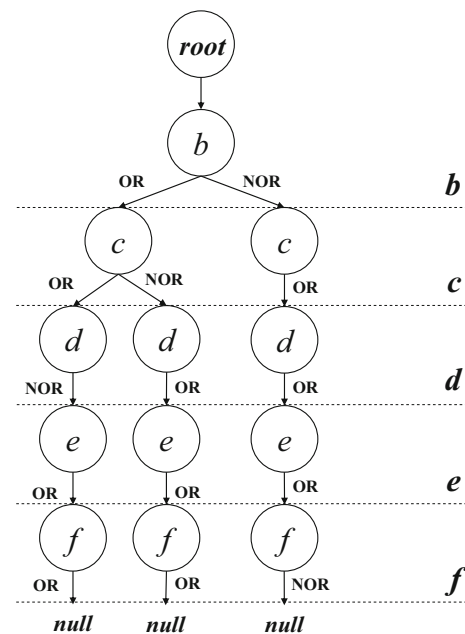 root
b
OR NOR
b
c c
OR NOR OR
c
d d d
NOR OR OR
d
e e e
OR OR OR
e
f f f
OR OR NOR
f
null null null